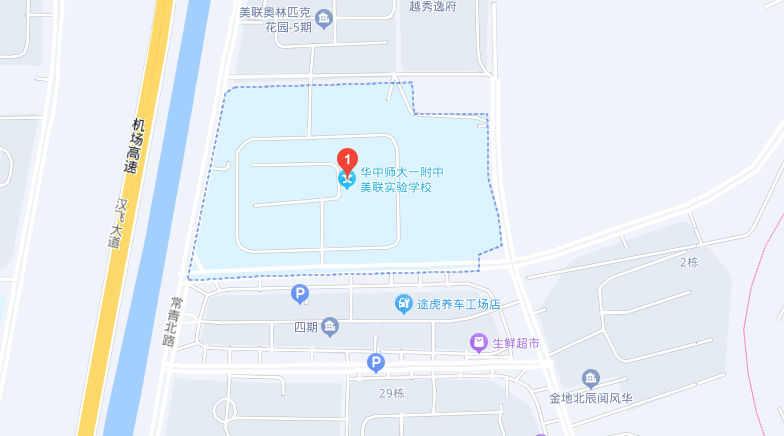 美联奥林匹克
花园-5期
越秀逸府
机场高速
汉飞大道
1
华中师大一附中
美联实验学校
常青北路
P
途虎养车工场店
四期
生鲜超市
P
29栋
2栋
金地北辰阅风华